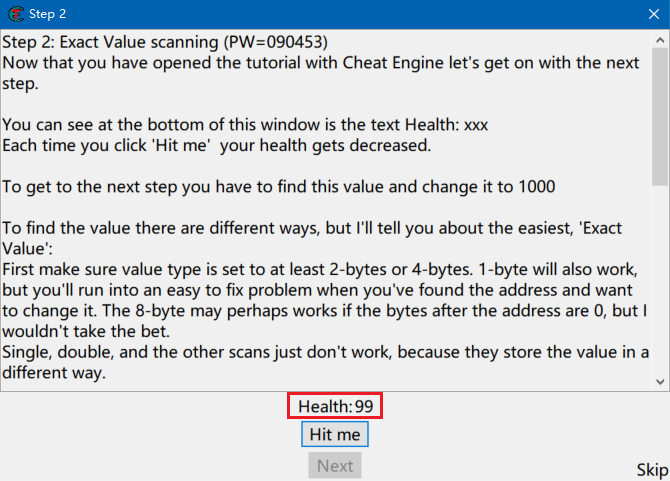 Step 2
Step 2: Exact Value scanning (PW=090453)
Now that you have opened the tutorial with Cheat Engine let's get on with the next
step.
You can see at the bottom of this window is the text Health: xxx
Each time you click 'Hit me'  your health gets decreased.
To get to the next step you have to find this value and change it to 1000
To find the value there are different ways, but I'll tell you about the easiest, 'Exact
Value':
First make sure value type is set to at least 2-bytes or 4-bytes. 1-byte will also work,
but you'll run into an easy to fix problem when you've found the address and want
to change it. The 8-byte may perhaps works if the bytes after the address are 0, but I
wouldn't take the bet.
Single, double, and the other scans just don't work, because they store the value in a
different way.
Health: 99
Hit me
Next
Skip